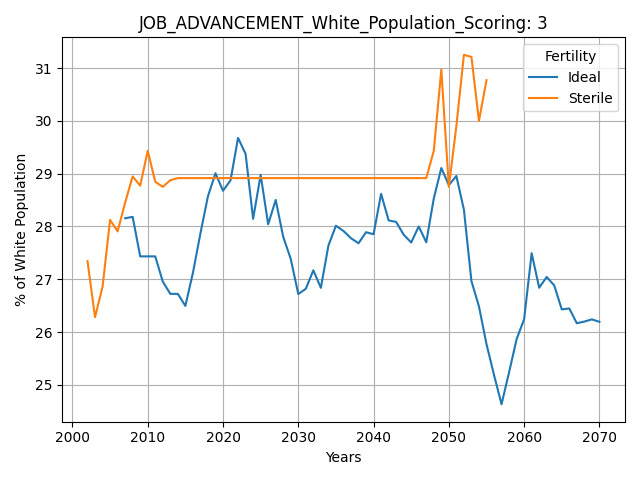 JOB_ADVANCEMENT_White_Population_Scoring: 3
Fertility
Ideal
Sterile
% of White Population
31
30
29
28
27
26
25
2000 2010 2020 2030 2040 2050 2060 2070
Years